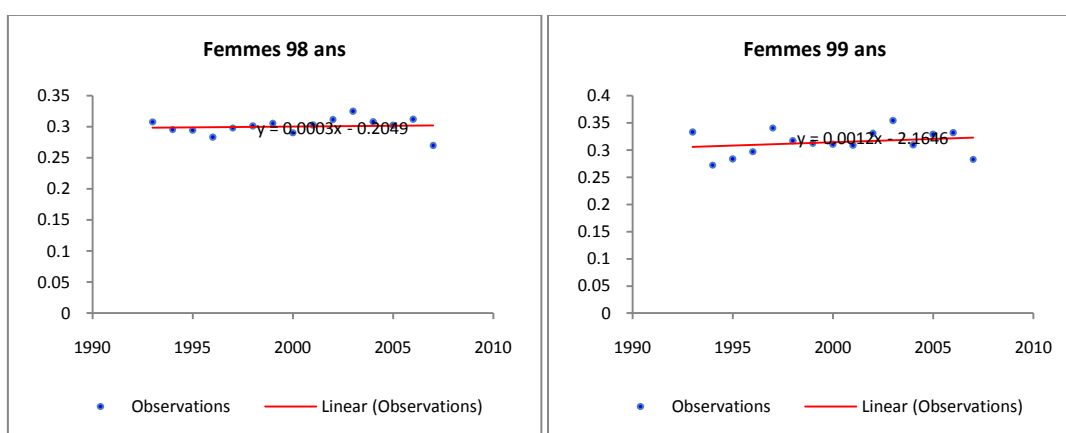 Femmes 98 ans
0.35
0.3
0.25
0.2
0.15
0.1
0.05
0
y = 0.0003x - 0.2049
1990 1995 2000 2005 2010
Observations Linear (Observations)
Femmes 99 ans
0.4
0.35
0.3
0.25
0.2
0.15
0.1
0.05
0
y = 0.0012x - 2.1646
1990 1995 2000 2005 2010
Observations Linear (Observations)